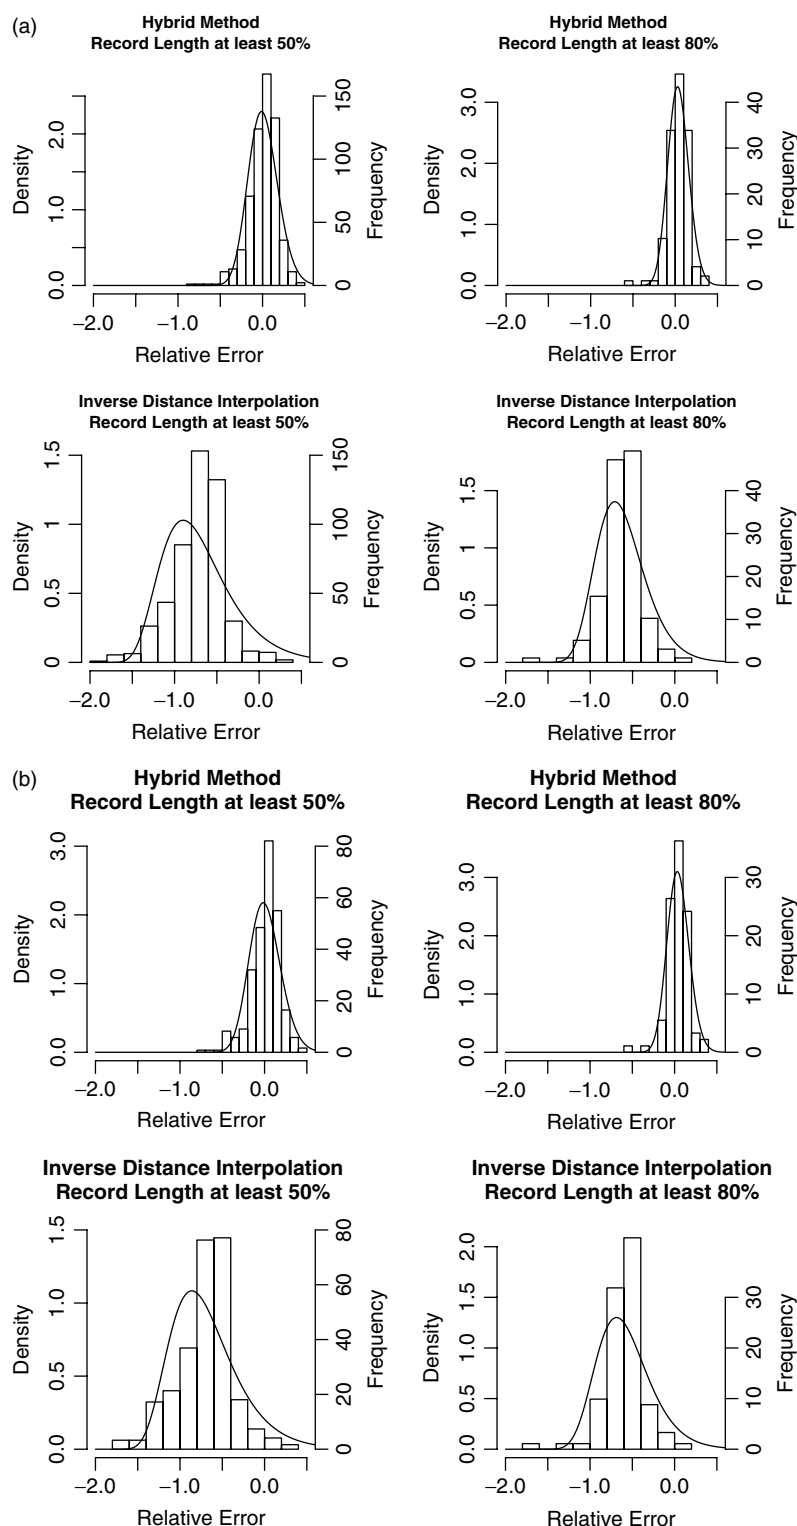 (a)
Hybrid Method
Record Length at least 50%
Density
0.0
1.0
2.0
Frequency
0
50
100
150
−2.0
−1.0
0.0
Relative Error
Hybrid Method
Record Length at least 80%
Density
0.0
1.0
2.0
3.0
Frequency
0
10
20
30
40
−2.0
−1.0
0.0
Relative Error
Inverse Distance Interpolation
Record Length at least 50%
Density
0
0.5
1
1.5
Frequency
0
50
100
150
−2.0
−1.0
0.0
Relative Error
Inverse Distance Interpolation
Record Length at least 80%
Density
0
0.5
1
1.5
Frequency
0
10
20
30
40
−2.0
−1.0
0.0
Relative Error
(b)
Hybrid Method
Record Length at least 50%
Density
0.0
1.0
2.0
3.0
Frequency
0
20
40
60
80
−2.0
−1.0
0.0
Relative Error
Hybrid Method
Record Length at least 80%
Density
0.0
1.0
2.0
3.0
Frequency
0
10
20
30
−2.0
−1.0
0.0
Relative Error
Inverse Distance Interpolation
Record Length at least 50%
Density
0.0
0.5
1.0
1.5
Frequency
0
20
40
60
80
−2.0
−1.0
0.0
Relative Error
Inverse Distance Interpolation
Record Length at least 80%
Density
0.0
0.5
1.0
1.5
2.0
Frequency
0
10
20
30
−2.0
−1.0
0.0
Relative Error